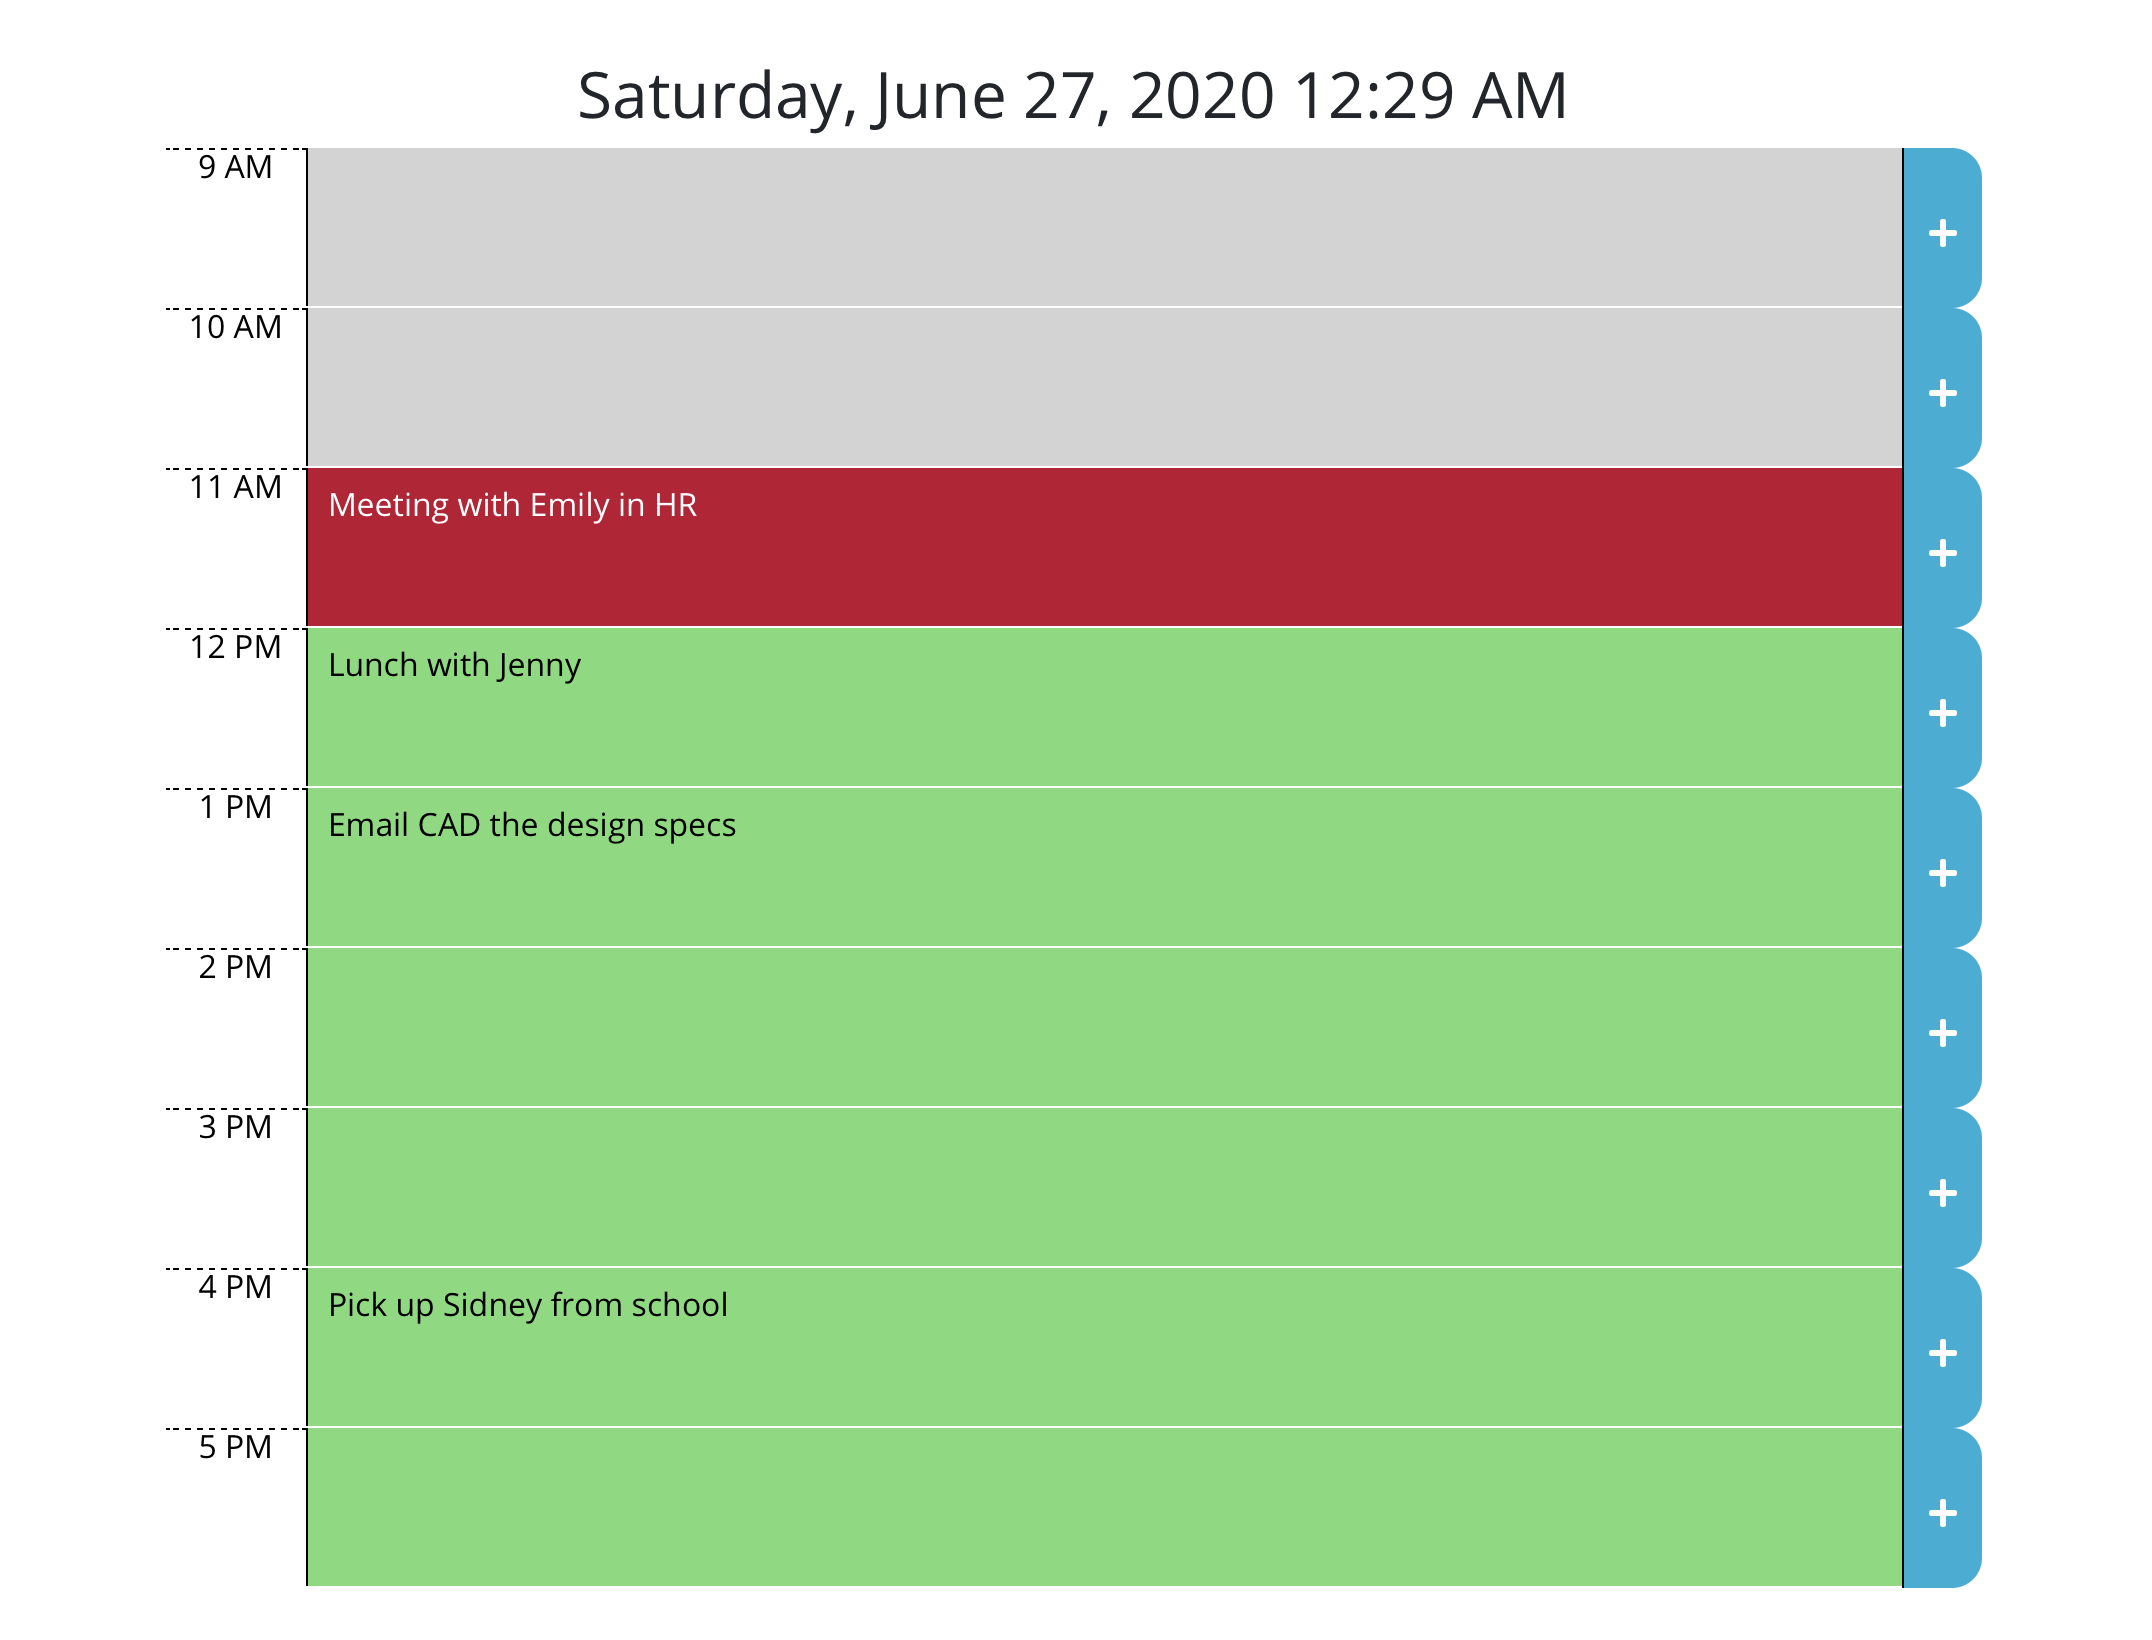 Saturday, June 27, 2020 12:29 AM
9 AM
10 AM
11 AM
Meeting with Emily in HR
12 PM
Lunch with Jenny
1 PM
Email CAD the design specs
2 PM
3 PM
4 PM
Pick up Sidney from school
5 PM